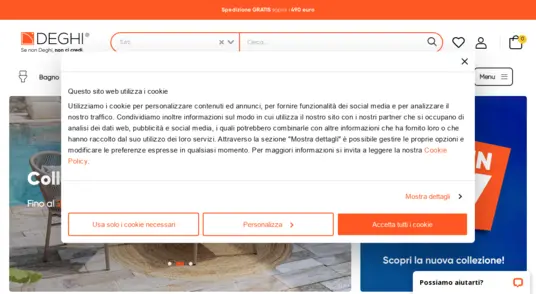 Spedizione GRATIS sopra i 690 euro
DEGHI®
Se non Deghi, non ci credi.
Tutti
Cerca...
0
Bagno
Menu
Questo sito web utilizza i cookie
Utilizziamo i cookie per personalizzare contenuti ed annunci, per fornire funzionalità dei social media e per analizzare il
nostro traffico. Condividiamo inoltre informazioni sul modo in cui utilizza il nostro sito con i nostri partner che si occupano di
analisi dei dati web, pubblicità e social media, i quali potrebbero combinarle con altre informazioni che ha fornito loro o che
hanno raccolto dal suo utilizzo dei loro servizi. Attraverso la sezione "Mostra dettagli" è possibile gestire le proprie opzioni e
modificare le preferenze espresse in qualsiasi momento. Per maggiori informazioni si invita a leggere la nostra Cookie
Policy.
Mostra dettagli
Usa solo i cookie necessari
Personalizza
Accetta tutti i cookie
Coll
Fino al
Scopri la nuova collezione!
Possiamo aiutarti?